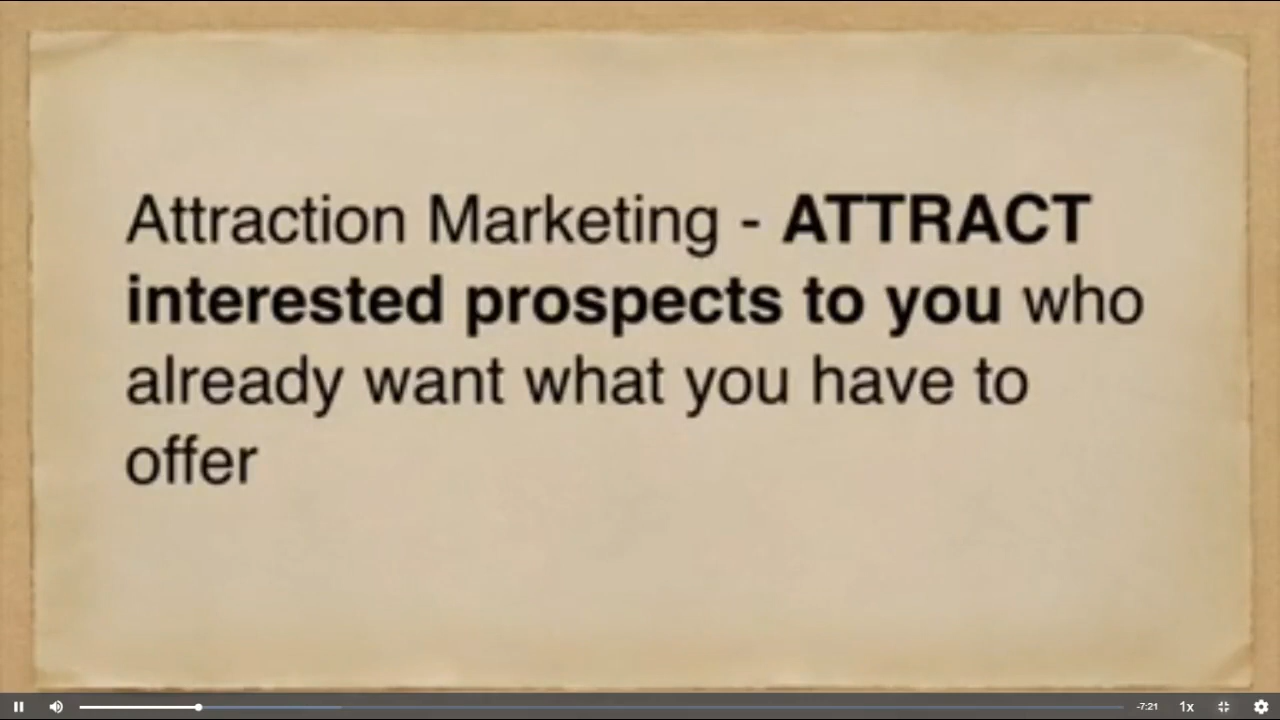 Attraction Marketing - ATTRACT
interested prospects to you who
already want what you have to
offer
-7:21 1x